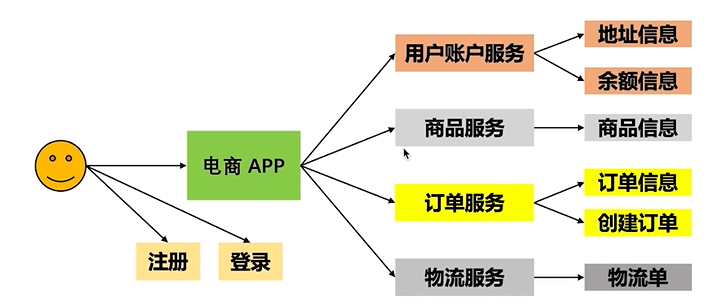 地址信息
用户账户服务
余额信息
商品服务
商品信息
电商 APP
订单信息
订单服务
创建订单
注册
登录
物流服务
物流单